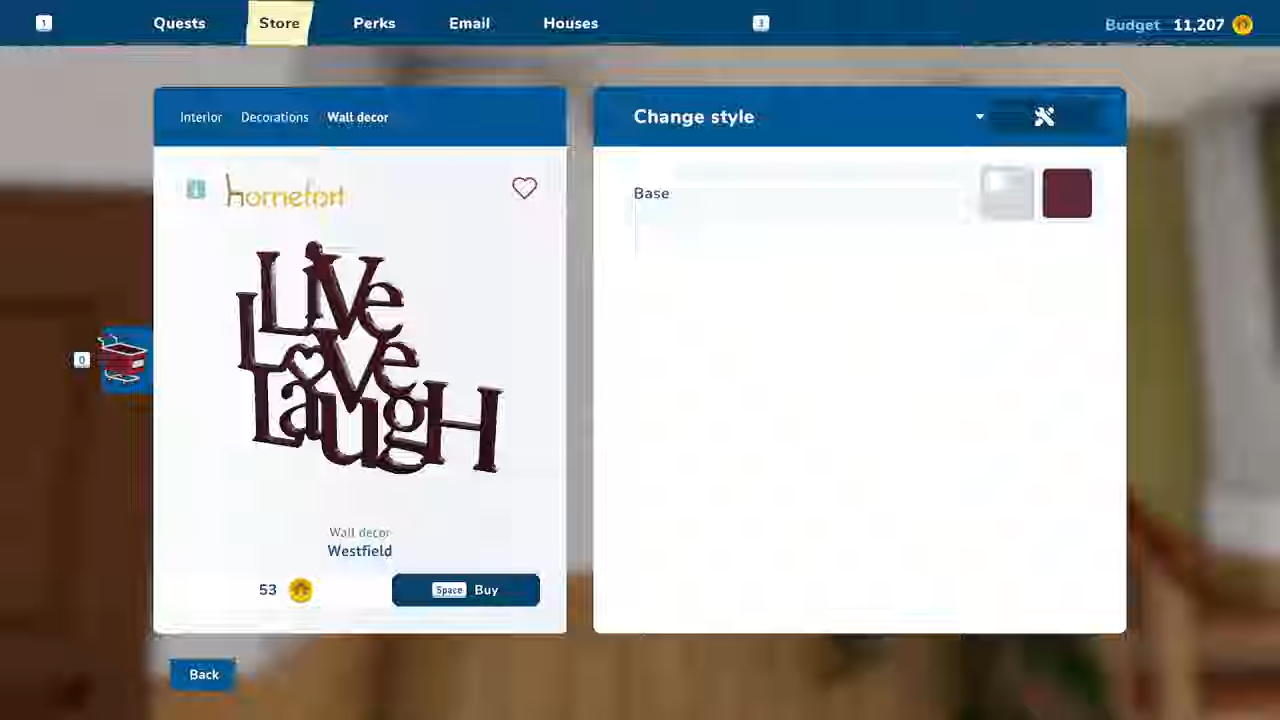 1
Quests
Store
Perks
Email
Houses
3
Budget 11,207
Interior
Decorations
Wall decor
Change style
homefort
Base
Live
Love
LaugH
0
Wall decor
Westfield
53
Space Buy
Back